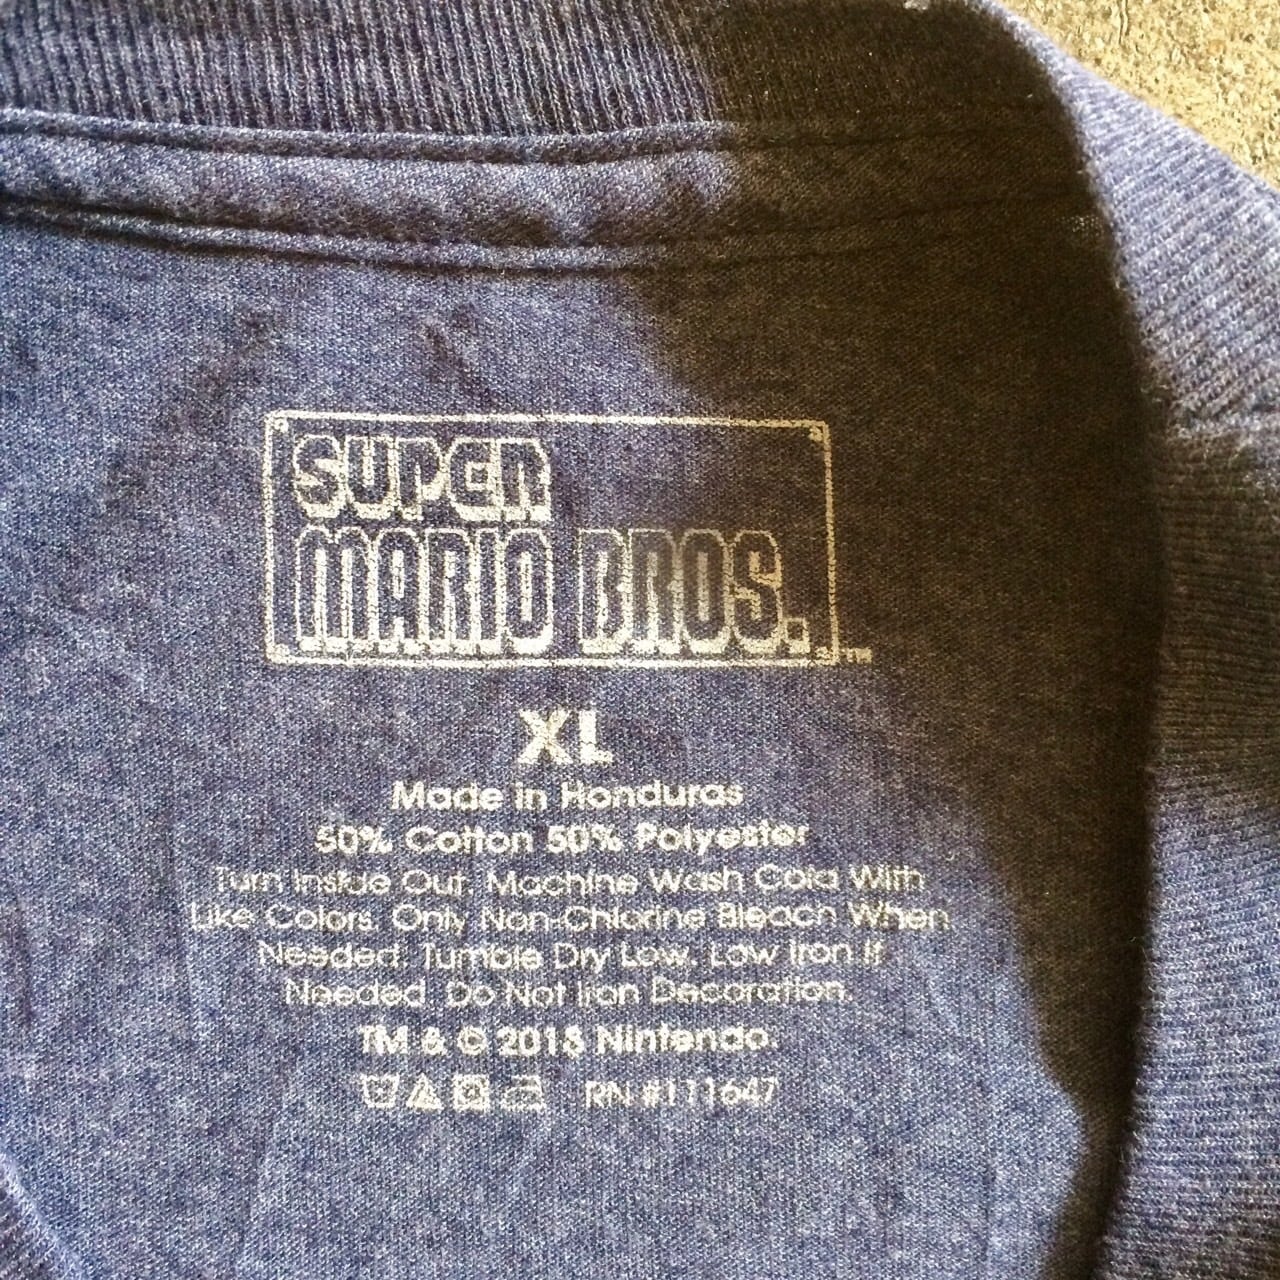 SUPER
MARIO BROS.™
XL
Made in Honduras
50% Cotton 50% Polyester
Turn Inside Out. Machine Wash Cold With
Like Colors. Only Non-Chlorine Bleach When
Needed. Tumble Dry Low. Low Iron If
Needed. Do Not Iron Decoration.
TM & © 2018 Nintendo.
RN #111647